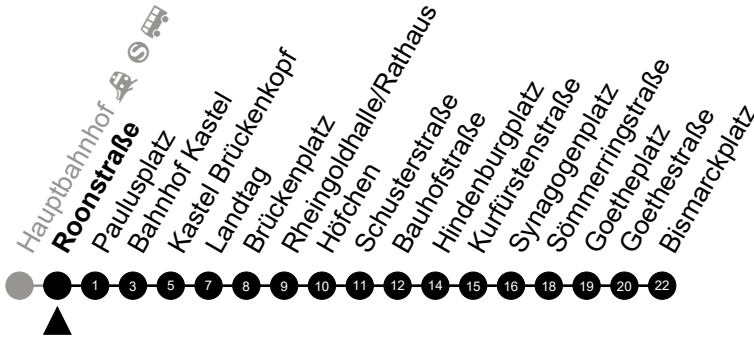 Hauptbahnhof S
Roonstraße
Paulusplatz
Bahnhof Kastel
Kastel Brückenkopf
Landtag
Brückenplatz
Rheingoldhalle/Rathaus
Höfchen
Schusterstraße
Bauhofstraße
Hindenburgplatz
Kurfürstenstraße
Synagogenplatz
Sömmerringstraße
Goetheplatz
Goethestraße
Bismarckplatz
1 3 5 7 8 9 10 11 12 14 15 16 18 19 20 22